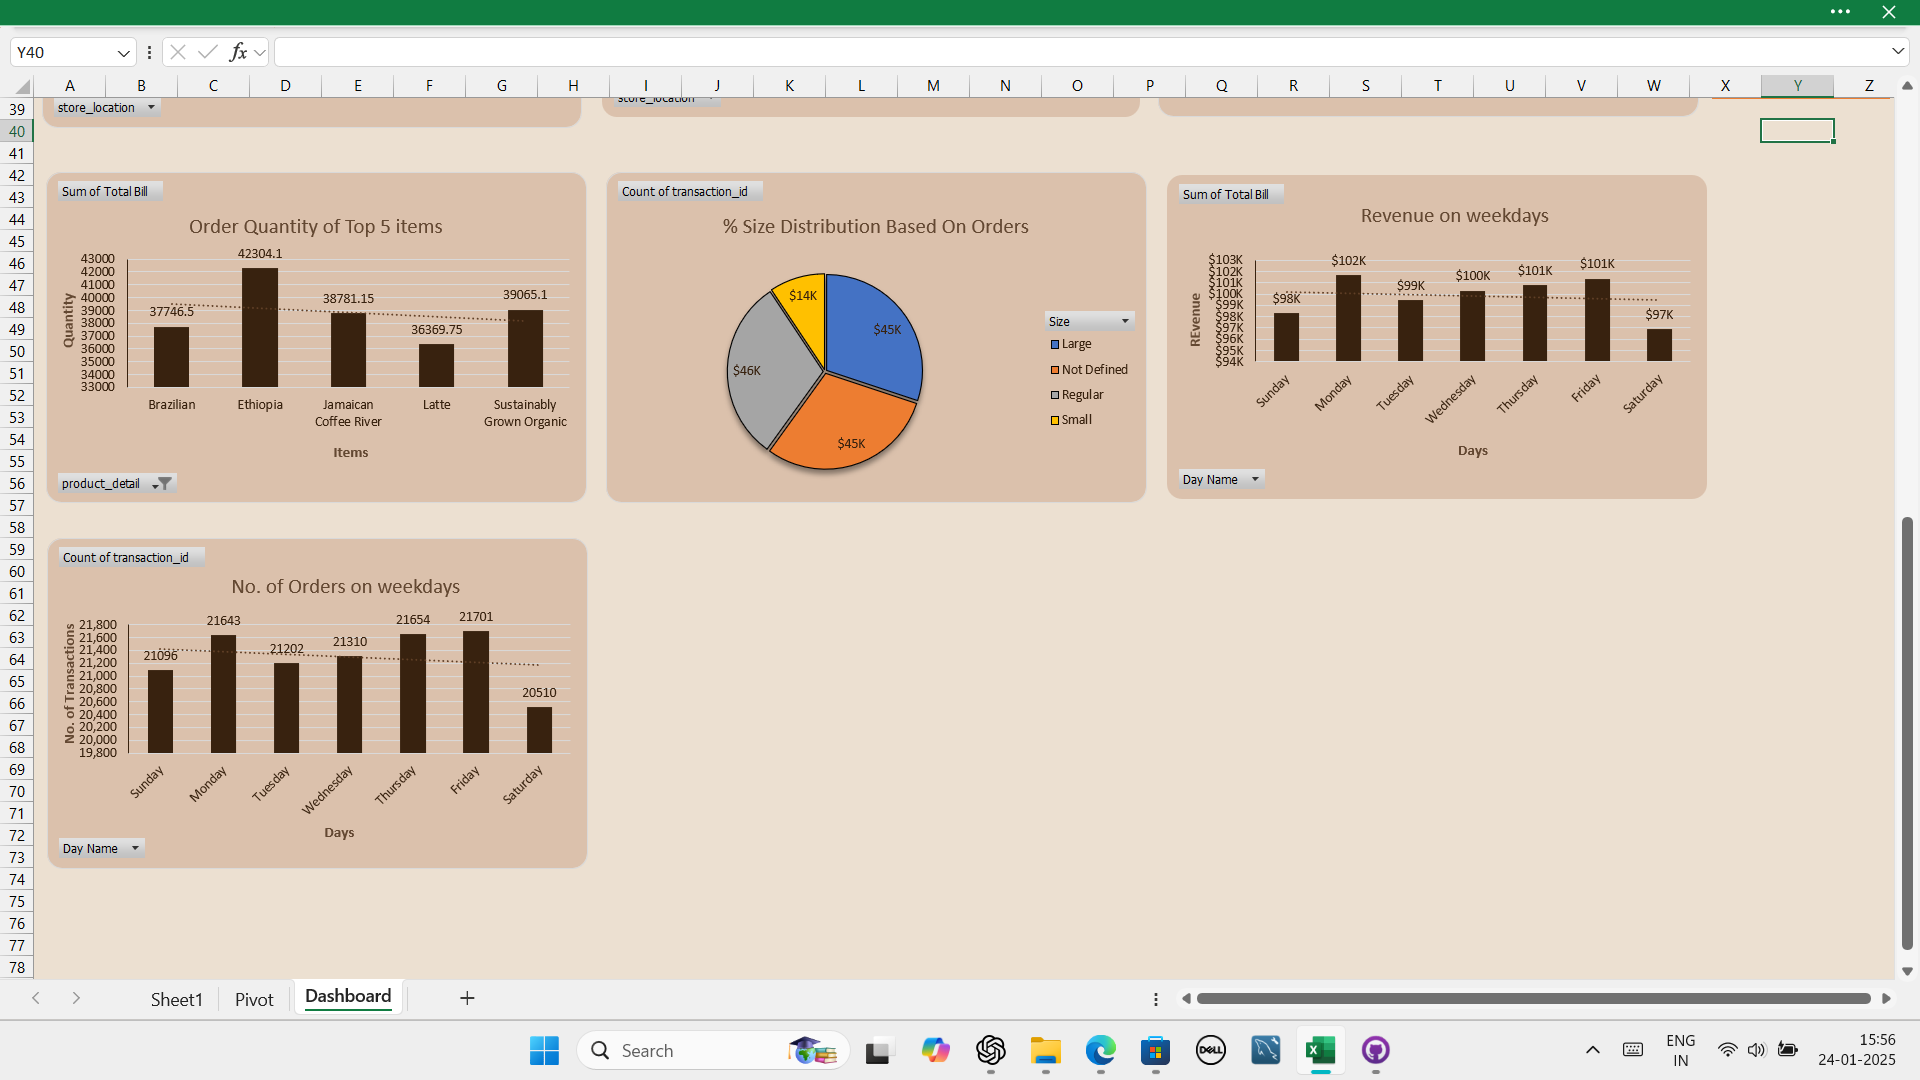 Y40
fx
A B C D E F G H I J K L M N O P Q R S T U V W X Y Z
39
40
41
42
43
44
45
46
47
48
49
50
51
52
53
54
55
56
57
58
59
60
61
62
63
64
65
66
67
68
69
70
71
72
73
74
75
76
77
78
store_location
store_location
Sum of Total Bill
Order Quantity of Top 5 items
Quantity
43000
42000
41000
40000
39000
38000
37000
36000
35000
34000
33000
37746.5
42304.1
38781.15
36369.75
39065.1
Brazilian
Ethiopia
Jamaican
Coffee River
Latte
Sustainably
Grown Organic
Items
product_detail
Count of transaction_id
% Size Distribution Based On Orders
$14K
$45K
$46K
$45K
Size
Large
Not Defined
Regular
Small
Sum of Total Bill
Revenue on weekdays
REvenue
$103K
$102K
$101K
$100K
$99K
$98K
$97K
$96K
$95K
$94K
$98K
$102K
$99K
$100K
$101K
$101K
$97K
Sunday
Monday
Tuesday
Wednesday
Thursday
Friday
Saturday
Days
Day Name
Count of transaction_id
No. of Orders on weekdays
No. of Transactions
21,800
21,600
21,400
21,200
21,000
20,800
20,600
20,400
20,200
20,000
19,800
21096
21643
21202
21310
21654
21701
20510
Sunday
Monday
Tuesday
Wednesday
Thursday
Friday
Saturday
Days
Day Name
Sheet1
Pivot
Dashboard
Search
DELL
ENG
IN
15:56
24-01-2025